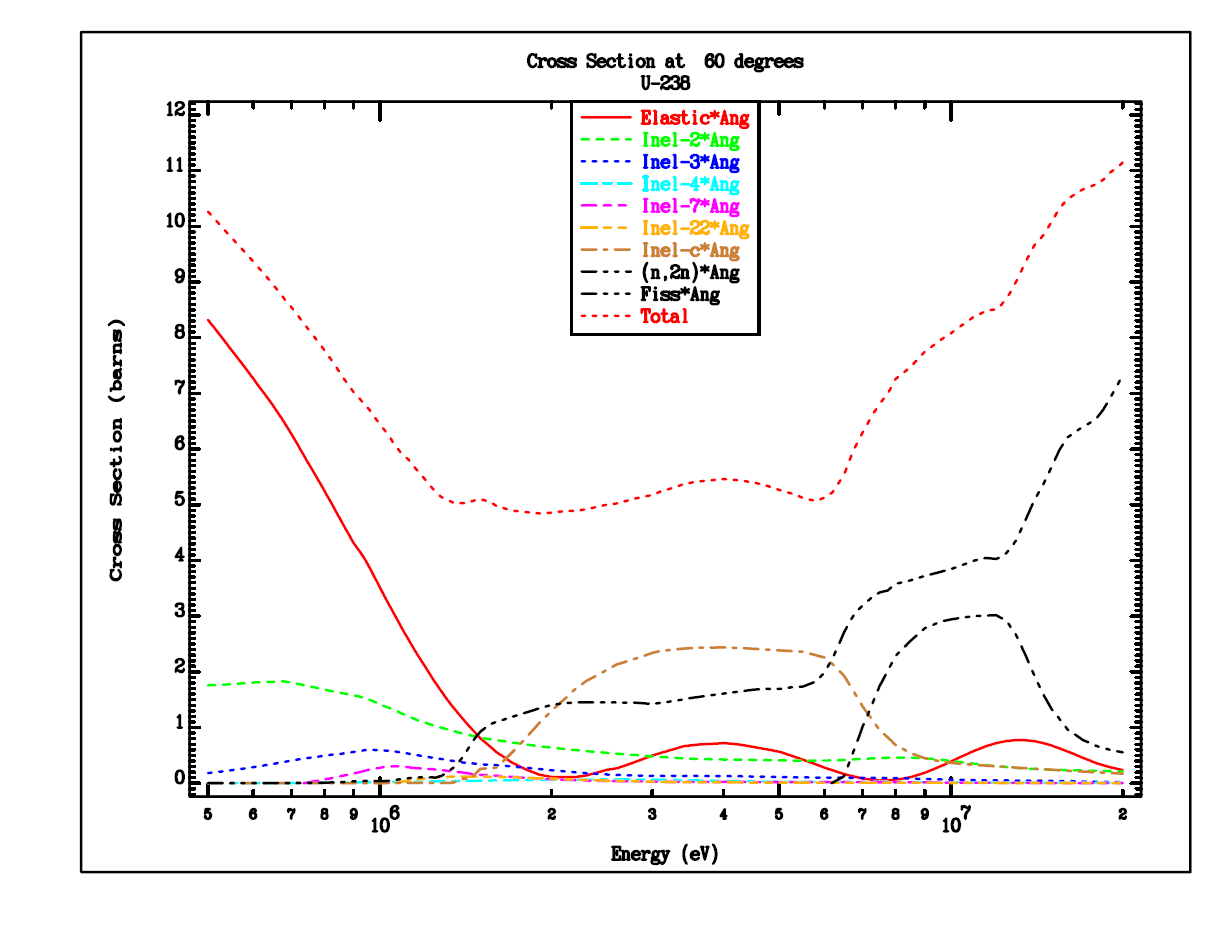 Cross Section at 60 degrees
U-238
Elastic*Ang
Inel-2*Ang
Inel-3*Ang
Inel-4*Ang
Inel-7*Ang
Inel-22*Ang
Inel-c*Ang
(n,2n)*Ang
Fiss*Ang
Total
12
11
10
9
8
7
6
5
4
3
2
1
0
Cross Section (barns)
5 6 7 8 9 10^6 2 3 4 5 6 7 8 9 10^7 2
Energy (eV)